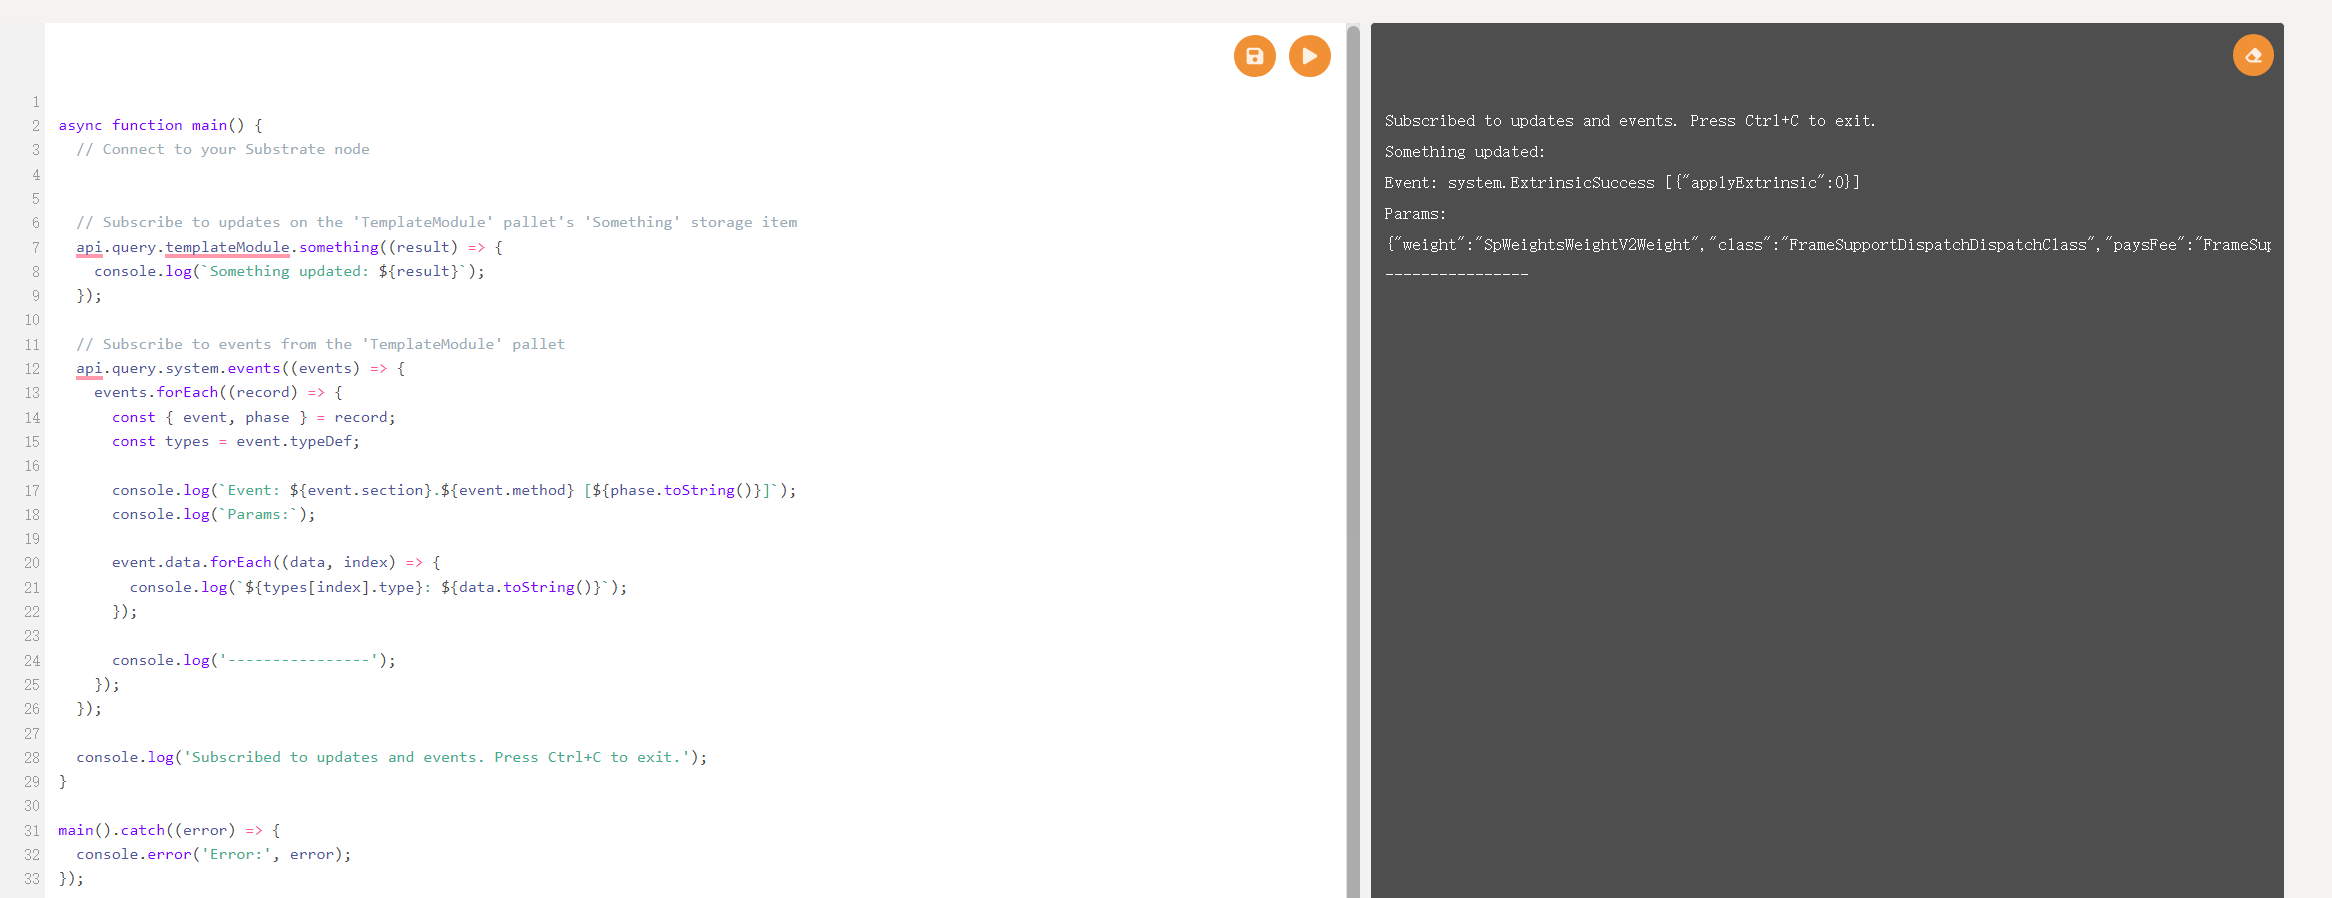 1
2 async function main() {
3   // Connect to your Substrate node
4
5
6   // Subscribe to updates on the 'TemplateModule' pallet's 'Something' storage item
7   api.query.templateModule.something((result) => {
8     console.log(`Something updated: ${result}`);
9   });
10
11   // Subscribe to events from the 'TemplateModule' pallet
12   api.query.system.events((events) => {
13     events.forEach((record) => {
14       const { event, phase } = record;
15       const types = event.typeDef;
16
17       console.log(`Event: ${event.section}.${event.method} [${phase.toString()}]`);
18       console.log(`Params:`);
19
20       event.data.forEach((data, index) => {
21         console.log(`${types[index].type}: ${data.toString()}`);
22       });
23
24       console.log('----------------');
25     });
26   });
27
28   console.log('Subscribed to updates and events. Press Ctrl+C to exit.');
29 }
30
31 main().catch((error) => {
32   console.error('Error:', error);
33 });
Subscribed to updates and events. Press Ctrl+C to exit.
Something updated:
Event: system.ExtrinsicSuccess [{"applyExtrinsic":0}]
Params:
{"weight":"SpWeightsWeightV2Weight","class":"FrameSupportDispatchDispatchClass","paysFee":"FrameSup
----------------